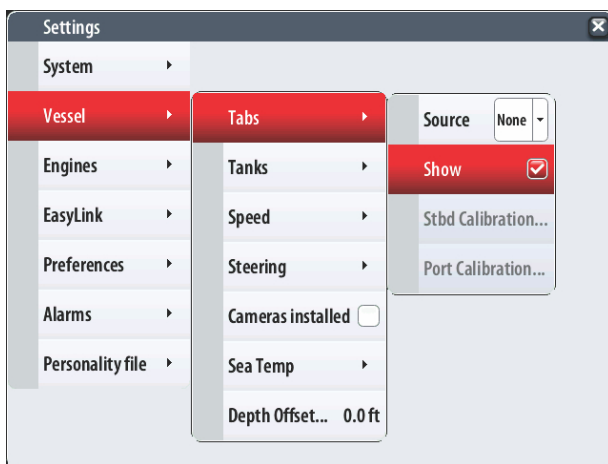 Settings
System
Vessel
Engines
EasyLink
Preferences
Alarms
Personality file
Tabs
Tanks
Speed
Steering
Cameras installed
Sea Temp
Depth Offset... 0.0 ft
Source None
Show
Stbd Calibration...
Port Calibration...